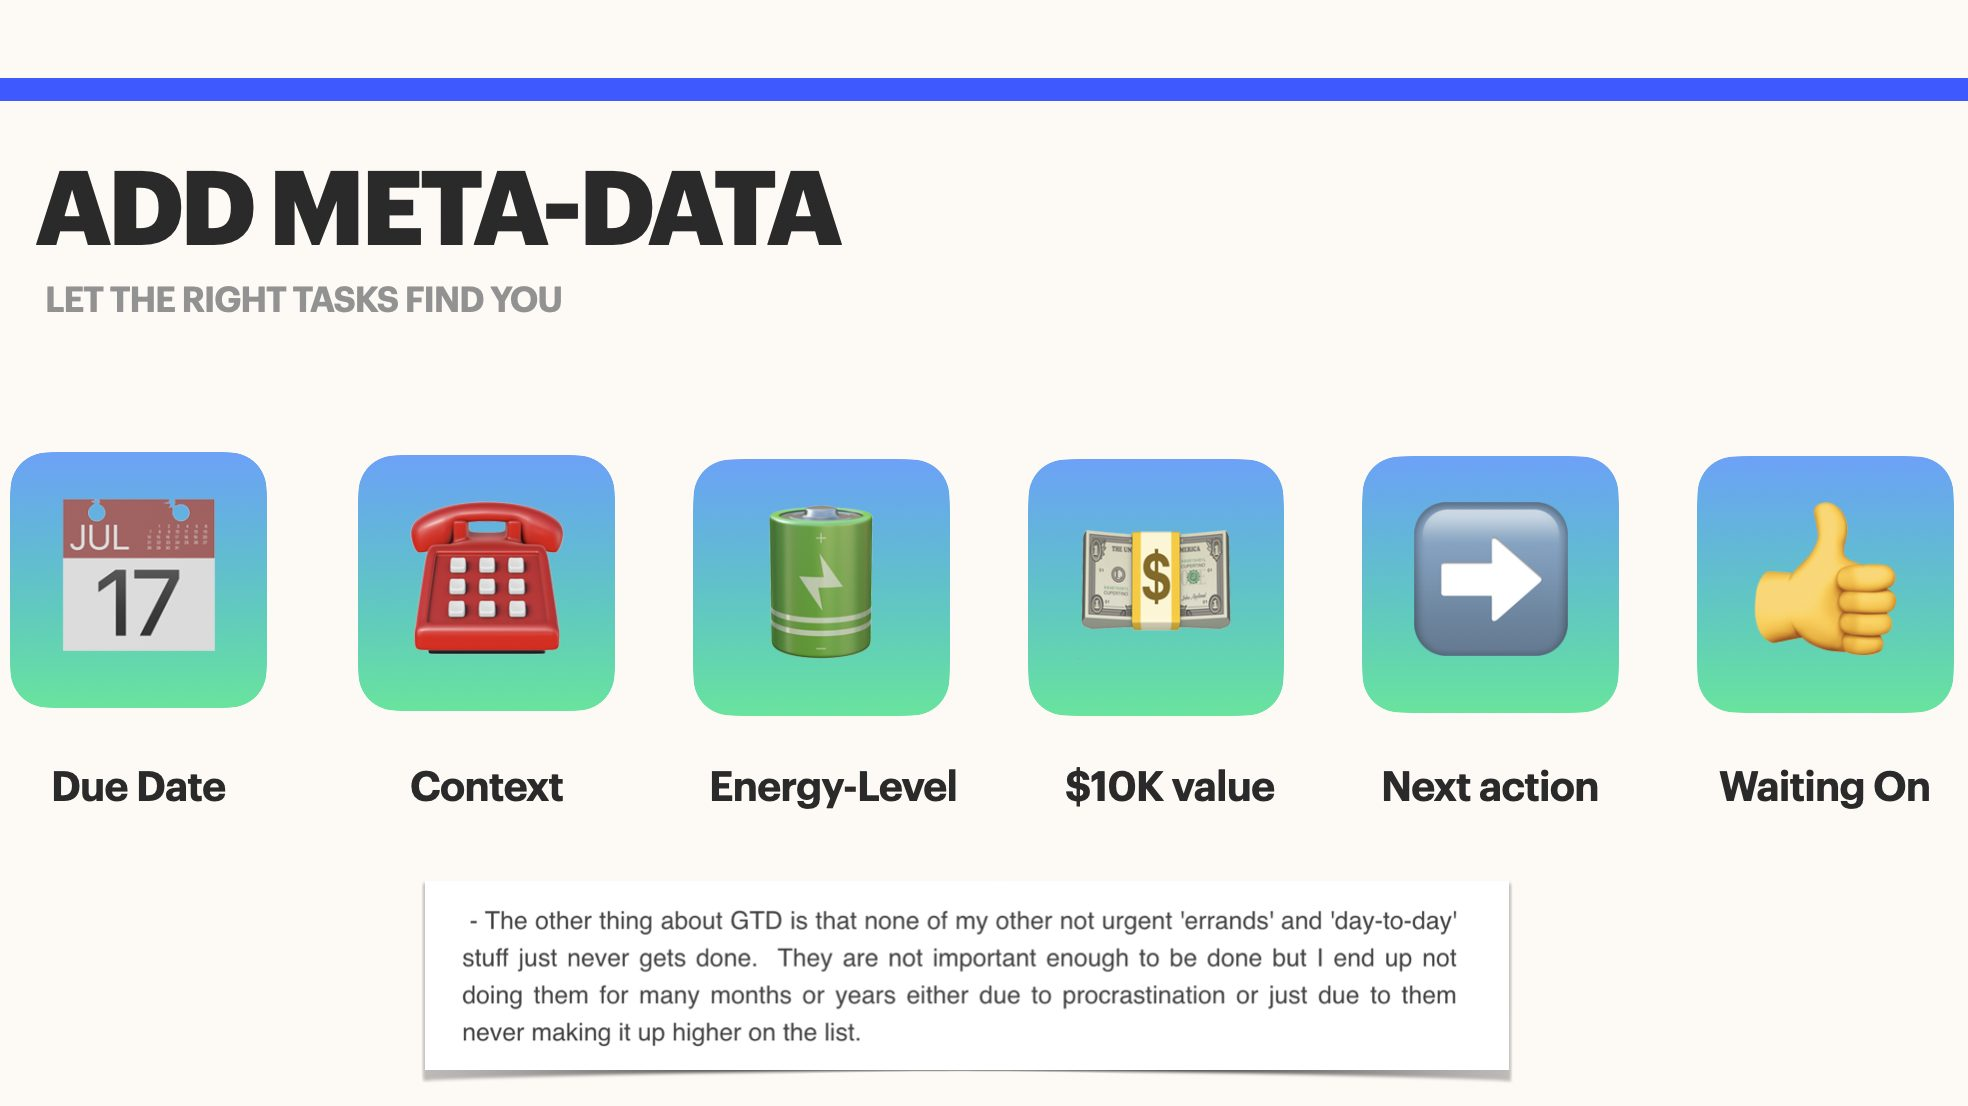 ADD META-DATA
LET THE RIGHT TASKS FIND YOU
JUL
17
$
Due Date
Context
Energy-Level
$10K value
Next action
Waiting On
- The other thing about GTD is that none of my other not urgent 'errands' and 'day-to-day'
stuff just never gets done.  They are not important enough to be done but I end up not
doing them for many months or years either due to procrastination or just due to them
never making it up higher on the list.